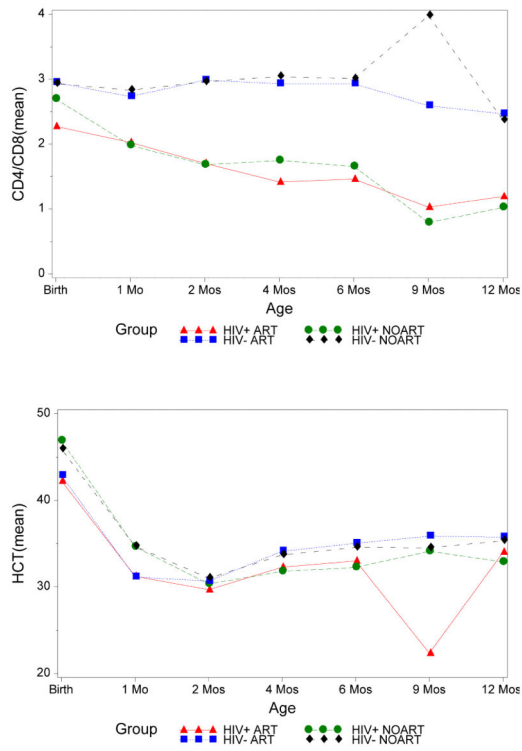 4
3
2
1
0
CD4/CD8(mean)
Birth 1 Mo 2 Mos 4 Mos 6 Mos 9 Mos 12 Mos
Age
Group HIV+ ART HIV+ NOART
HIV- ART HIV- NOART
50
40
30
20
HCT(mean)
Birth 1 Mo 2 Mos 4 Mos 6 Mos 9 Mos 12 Mos
Age
Group HIV+ ART HIV+ NOART
HIV- ART HIV- NOART